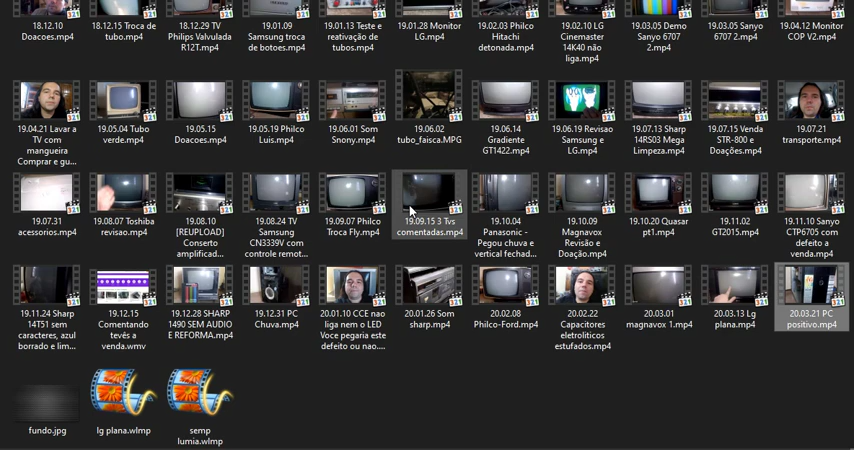 18.12.10
Doacoes.mp4
18.12.15 Troca de
tubo.mp4
18.12.29 TV
Philips Valvulada
R12T.mp4
19.01.09
Samsung troca
de botoes.mp4
19.01.13 Teste e
reativação de
tubos.mp4
19.01.28 Monitor
LG.mp4
19.02.03 Philco
Hitachi
detonada.mp4
19.02.10 LG
Cinemaster
14K40 não
liga.mp4
19.03.05 Demo
Sanyo 6707
2.mp4
19.03.05 Sanyo
6707 2.mp4
19.04.12 Monitor
COP V2.mp4
19.04.21 Lavar a
TV com
mangueira
Comprar e gu...
19.05.04 Tubo
verde.mp4
19.05.15
Doacoes.mp4
19.05.19 Philco
Luis.mp4
19.06.01 Som
Snony.mp4
19.06.02
tubo_faisca.MPG
19.06.14
Gradiente
GT1422.mp4
19.06.19 Revisao
Samsung e
LG.mp4
19.07.13 Sharp
14RS03 Mega
Limpeza.mp4
19.07.15 Venda
STR-800 e
Doações.mp4
19.07.21
transporte.mp4
19.07.31
acessorios.mp4
19.08.07 Toshiba
revisao.mp4
19.08.10
[REUPLOAD]
Conserto
amplificad...
19.08.24 TV
Samsung
CN3339V com
controle remot...
19.09.07 Philco
Troca Fly.mp4
19.09.15 3 Tvs
comentadas.mp4
19.10.04
Panasonic -
Pegou chuva e
vertical fechad...
19.10.09
Magnavox
Revisão e
Doação.mp4
19.10.20 Quasar
pt1.mp4
19.11.02
GT2015.mp4
19.11.10 Sanyo
CTP6705 com
defeito a
venda.mp4
19.11.24 Sharp
14T51 sem
caracteres, azul
borrado e lim...
19.12.15
Comentando
tevês a
venda.wmv
19.12.28 SHARP
1490 SEM AUDIO
E REFORMA.mp4
19.12.31 PC
Chuva.mp4
20.01.10 CCE nao
liga nem o LED
Voce pegaria este
defeito ou nao....
20.01.26 Som
sharp.mp4
20.02.08
Philco-Ford.mp4
20.02.22
Capacitores
eletroliticos
estufados.mp4
20.03.01
magnavox 1.mp4
20.03.13 Lg
plana.mp4
20.03.21 PC
positivo.mp4
fundo.jpg
lg plana.wlmp
semp
lumia.wlmp